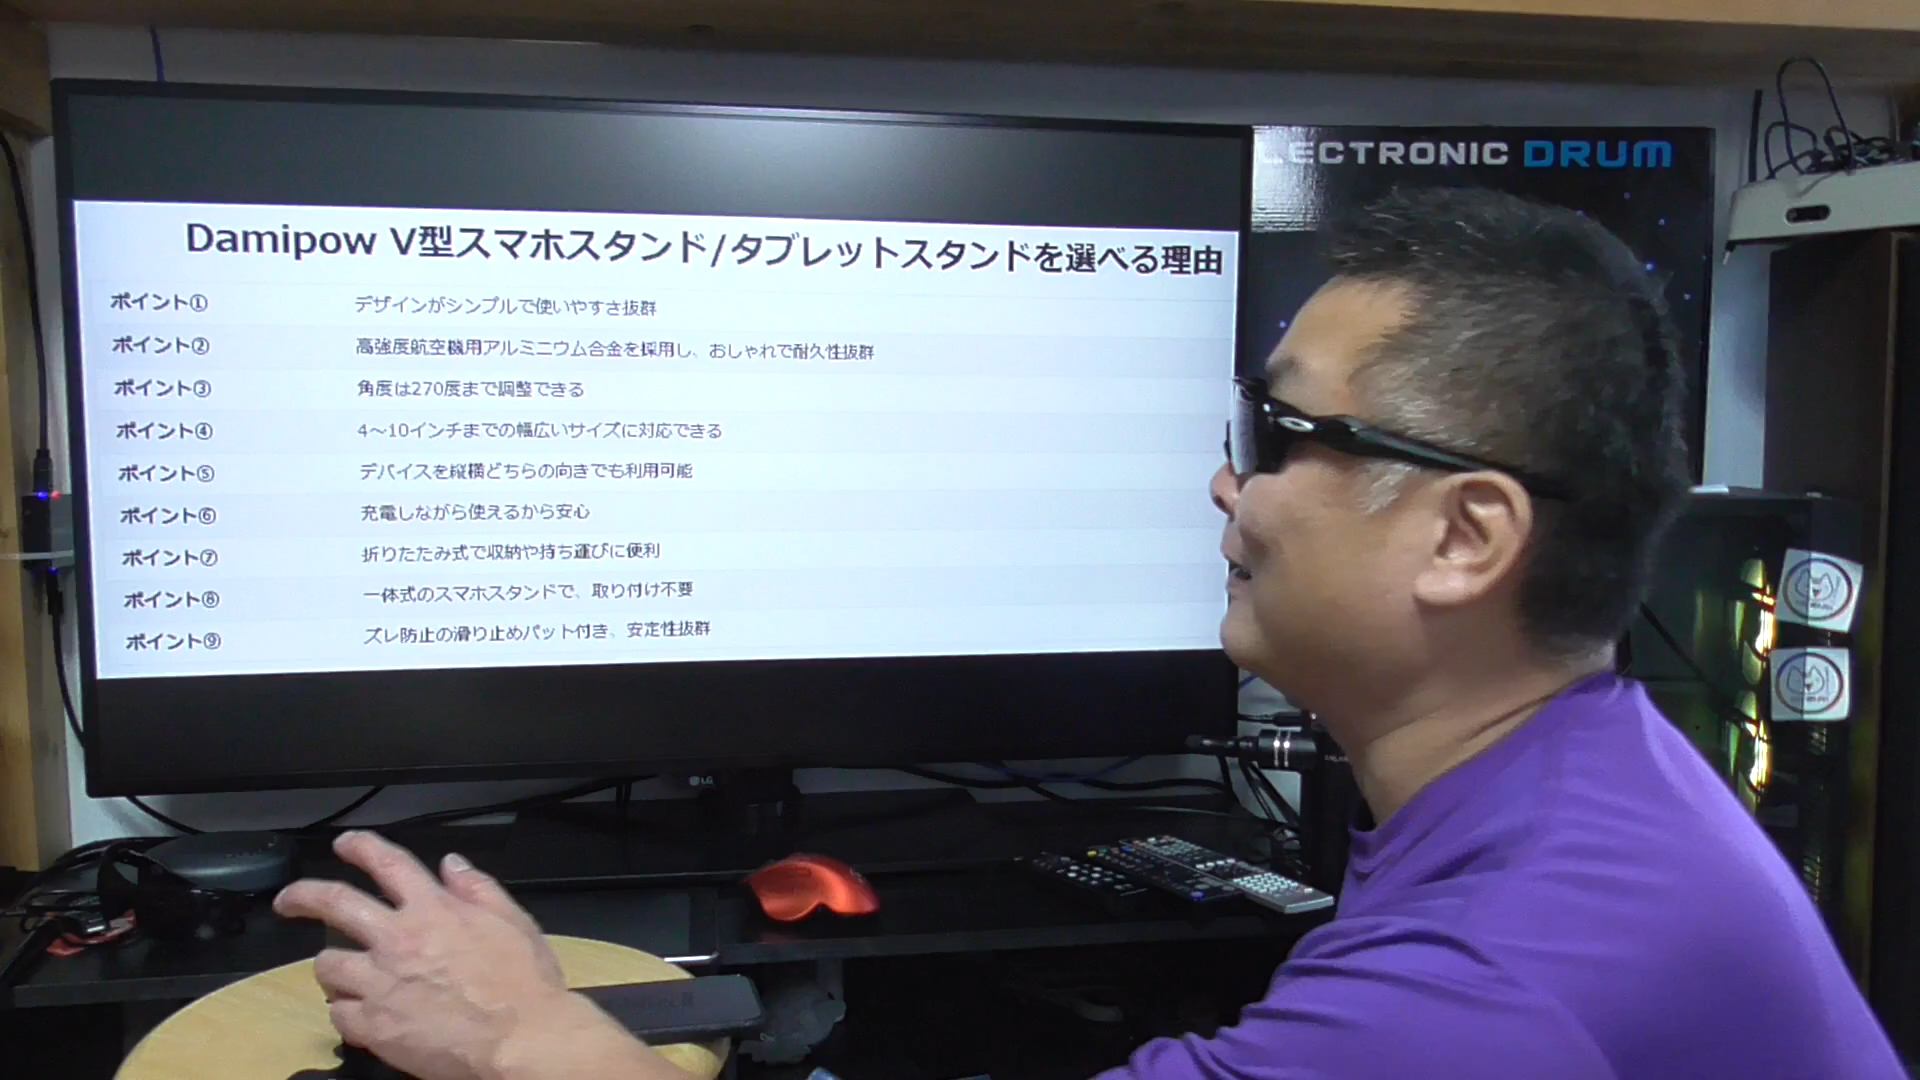 Damipow V型スマホスタンド/タブレットスタンドを選べる理由
ポイント① デザインがシンプルで使いやすさ抜群
ポイント② 高強度航空機用アルミニウム合金を採用し、おしゃれで耐久性抜群
ポイント③ 角度は270度まで調整できる
ポイント④ 4～10インチまでの幅広いサイズに対応できる
ポイント⑤ デバイスを縦横どちらの向きでも利用可能
ポイント⑥ 充電しながら使えるから安心
ポイント⑦ 折りたたみ式で収納や持ち運びに便利
ポイント⑧ 一体式のスマホスタンドで、取り付け不要
ポイント⑨ ズレ防止の滑り止めパット付き、安定性抜群
LECTRONIC DRUM
LG